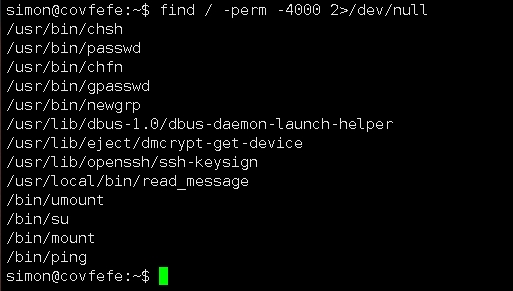 simon@covfefe:~$ find / -perm -4000 2>/dev/null
/usr/bin/chsh
/usr/bin/passwd
/usr/bin/chfn
/usr/bin/gpasswd
/usr/bin/newgrp
/usr/lib/dbus-1.0/dbus-daemon-launch-helper
/usr/lib/eject/dmcrypt-get-device
/usr/lib/openssh/ssh-keysign
/usr/local/bin/read_message
/bin/umount
/bin/su
/bin/mount
/bin/ping
simon@covfefe:~$